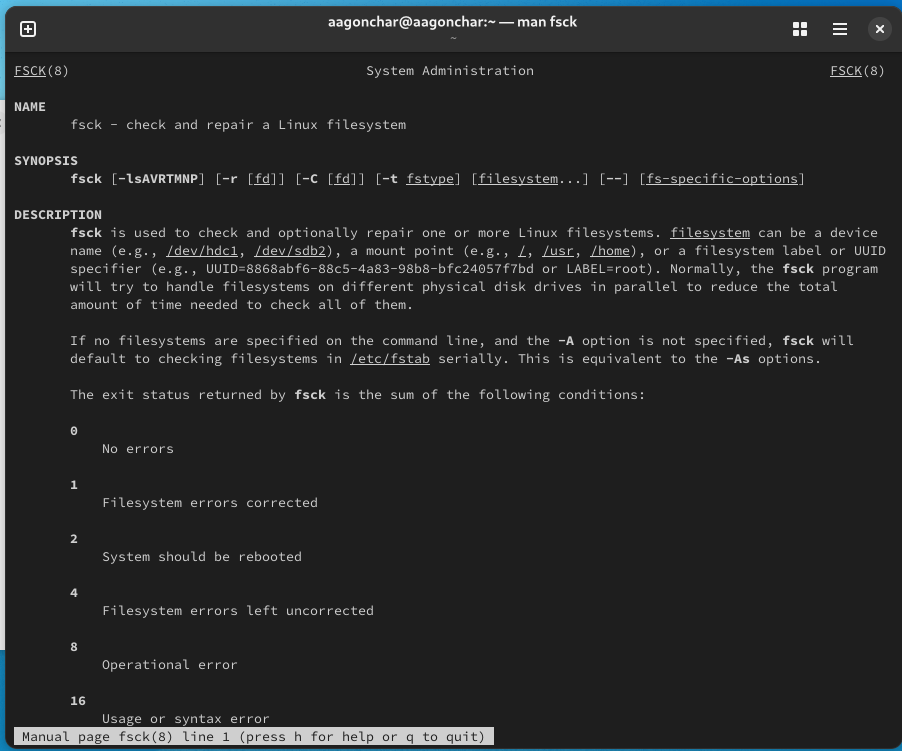 aagonchar@aagonchar:~ — man fsck
~
FSCK(8) System Administration FSCK(8)
NAME
fsck - check and repair a Linux filesystem
SYNOPSIS
fsck [-lsAVRTMNP] [-r [fd]] [-C [fd]] [-t fstype] [filesystem...] [--] [fs-specific-options]
DESCRIPTION
fsck is used to check and optionally repair one or more Linux filesystems. filesystem can be a device
name (e.g., /dev/hdc1, /dev/sdb2), a mount point (e.g., /, /usr, /home), or a filesystem label or UUID
specifier (e.g., UUID=8868abf6-88c5-4a83-98b8-bfc24057f7bd or LABEL=root). Normally, the fsck program
will try to handle filesystems on different physical disk drives in parallel to reduce the total
amount of time needed to check all of them.
If no filesystems are specified on the command line, and the -A option is not specified, fsck will
default to checking filesystems in /etc/fstab serially. This is equivalent to the -As options.
The exit status returned by fsck is the sum of the following conditions:
0
No errors
1
Filesystem errors corrected
2
System should be rebooted
4
Filesystem errors left uncorrected
8
Operational error
16
Usage or syntax error
Manual page fsck(8) line 1 (press h for help or q to quit)